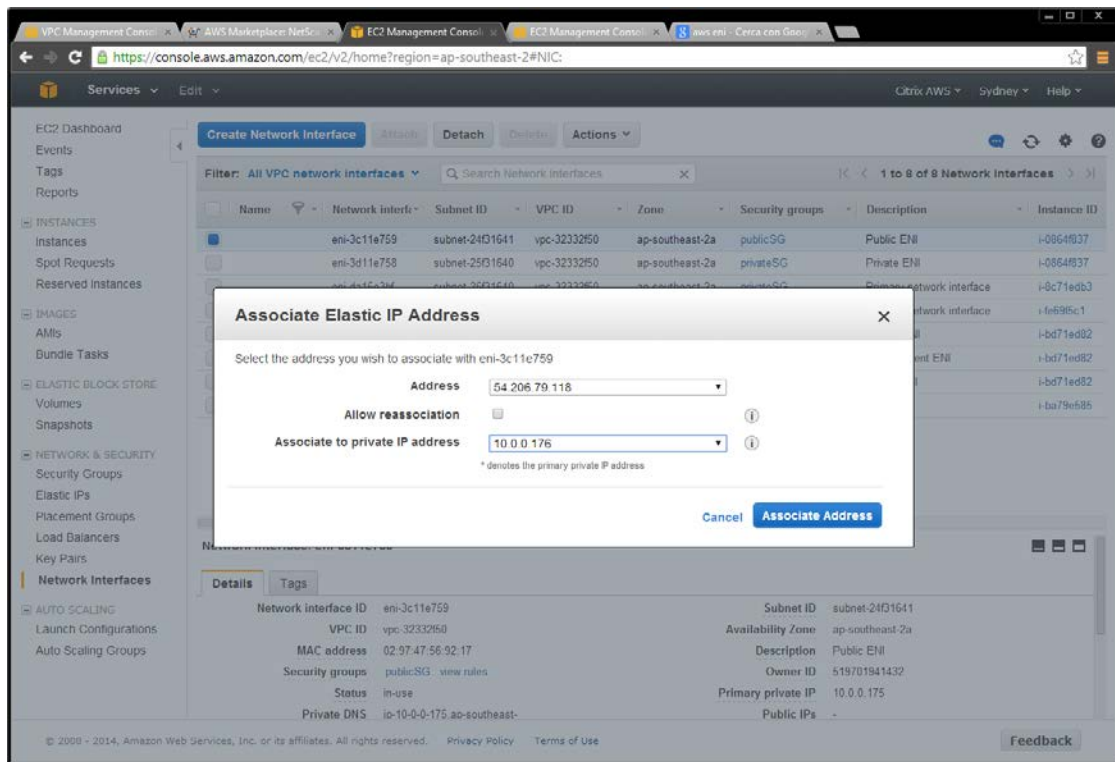 VPC Management Consol
AWS Marketplace: NetSca
EC2 Management Consol
EC2 Management Consol
aws eni - Cerca con Goog
https://console.aws.amazon.com/ec2/v2/home?region=ap-southeast-2#NIC:
Services Edit Citrix AWS Sydney Help
EC2 Dashboard
Events
Tags
Reports
INSTANCES
Instances
Spot Requests
Reserved Instances
IMAGES
AMIs
Bundle Tasks
ELASTIC BLOCK STORE
Volumes
Snapshots
NETWORK & SECURITY
Security Groups
Elastic IPs
Placement Groups
Load Balancers
Key Pairs
Network Interfaces
AUTO SCALING
Launch Configurations
Auto Scaling Groups
Create Network Interface Attach Detach Delete Actions
Filter: All VPC network interfaces Search Network Interfaces 1 to 8 of 8 Network Interfaces
Name Network interfa Subnet ID VPC ID Zone Security groups Description Instance ID
eni-3c11e759 subnet-24f31641 vpc-32332f50 ap-southeast-2a publicSG Public ENI i-0864f837
eni-3d11e758 subnet-25f31640 vpc-32332f50 ap-southeast-2a privateSG Private ENI i-0864f837
Primary network interface i-8c71edb3
etwork interface i-fe69f5c1
i-bd71ed82
ent ENI i-bd71ed82
i-bd71ed82
i-ba79e585
Associate Elastic IP Address
Select the address you wish to associate with eni-3c11e759
Address 54.206.79.118
Allow reassociation
Associate to private IP address 10.0.0.176
* denotes the primary private IP address
Cancel Associate Address
Details Tags
Network interface ID eni-3c11e759 Subnet ID subnet-24f31641
VPC ID vpc-32332f50 Availability Zone ap-southeast-2a
MAC address 02:97:47:56:92:17 Description Public ENI
Security groups publicSG. view rules Owner ID 519701941432
Status in-use Primary private IP 10.0.0.175
Private DNS ip-10-0-0-175.ap-southeast- Public IPs -
© 2008 - 2014, Amazon Web Services, Inc. or its affiliates. All rights reserved. Privacy Policy Terms of Use Feedback